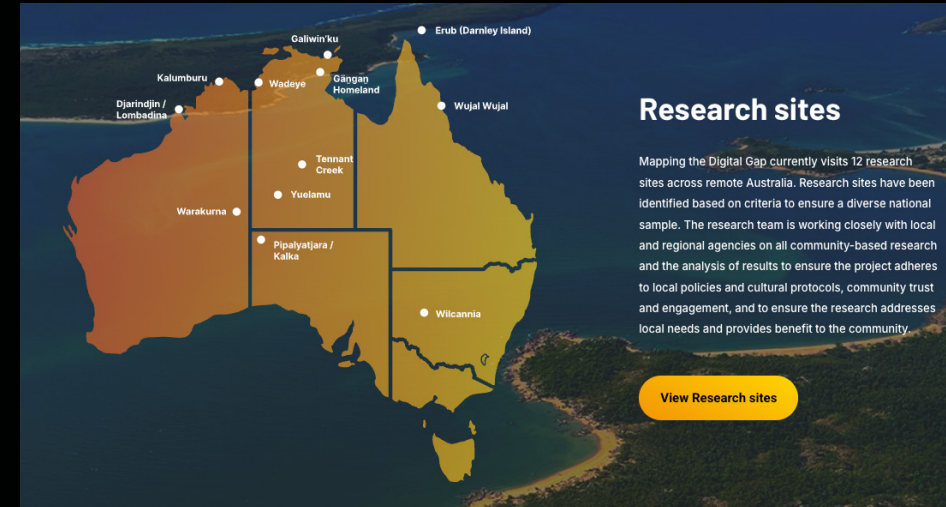 Erub (Darnley Island)
Galiwin'ku
Kalumburu
Wadeye
Gäṉgaṉ
Homeland
Djarindjin /
Lombadina
Wujal Wujal
Tennant
Creek
Yuelamu
Warakurna
Pipalyatjara /
Kalka
Wilcannia
Research sites
Mapping the Digital Gap currently visits 12 research
sites across remote Australia. Research sites have been
identified based on criteria to ensure a diverse national
sample. The research team is working closely with local
and regional agencies on all community-based research
and the analysis of results to ensure the project adheres
to local policies and cultural protocols, community trust
and engagement, and to ensure the research addresses
local needs and provides benefit to the community.
View Research sites